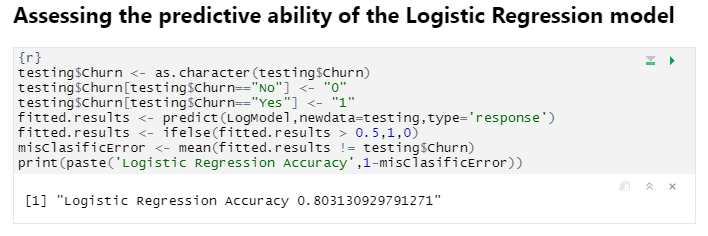 Assessing the predictive ability of the Logistic Regression model
{r}
testing$Churn <- as.character(testing$Churn)
testing$Churn[testing$Churn=="No"] <- "0"
testing$Churn[testing$Churn=="Yes"] <- "1"
fitted.results <- predict(LogModel,newdata=testing,type='response')
fitted.results <- ifelse(fitted.results > 0.5,1,0)
misClasificError <- mean(fitted.results != testing$Churn)
print(paste('Logistic Regression Accuracy',1-misClasificError))
[1] "Logistic Regression Accuracy 0.803130929791271"